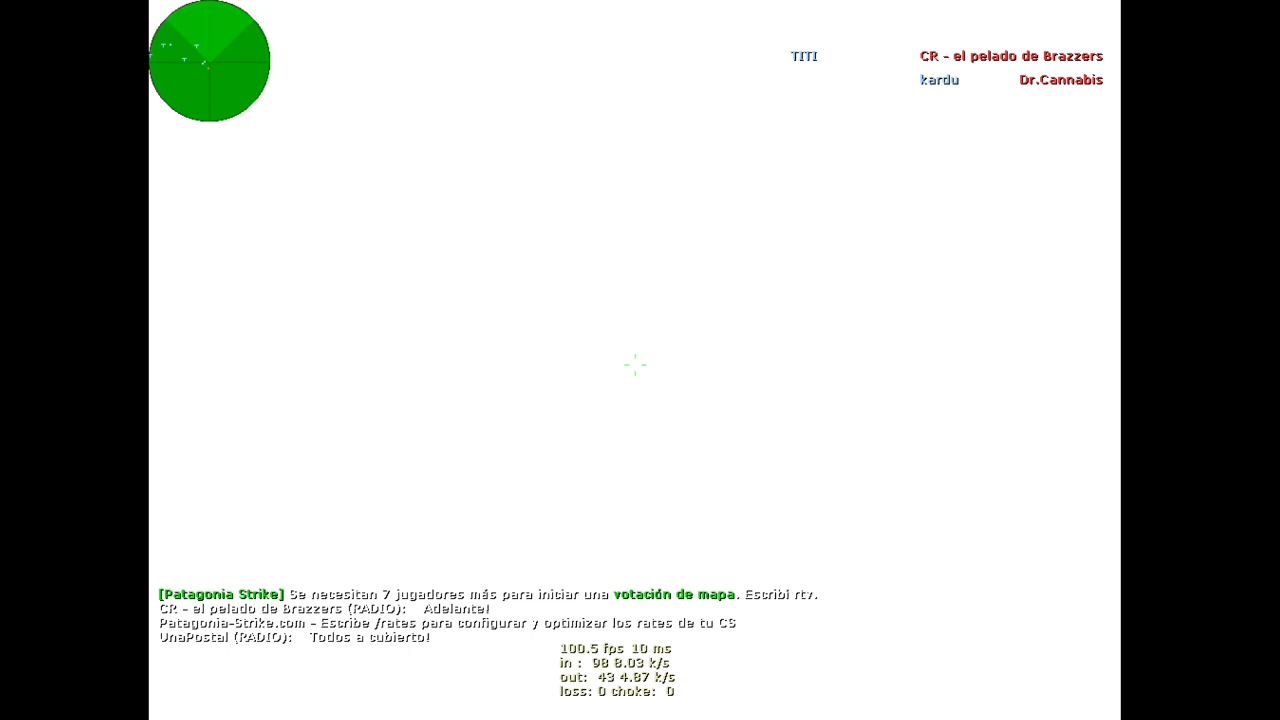 TITI CR - el pelado de Brazzers
kardu Dr.Cannabis
[Patagonia Strike] Se necesitan 7 jugadores más para iniciar una votación de mapa. Escribi rtv.
CR - el pelado de Brazzers (RADIO): Adelante!
Patagonia-Strike.com - Escribe /rates para configurar y optimizar los rates de tu CS
UnaPostal (RADIO): Todos a cubierto!
100.5 fps 10 ms
in : 98 8.03 k/s
out: 43 4.87 k/s
loss: 0 choke: 0